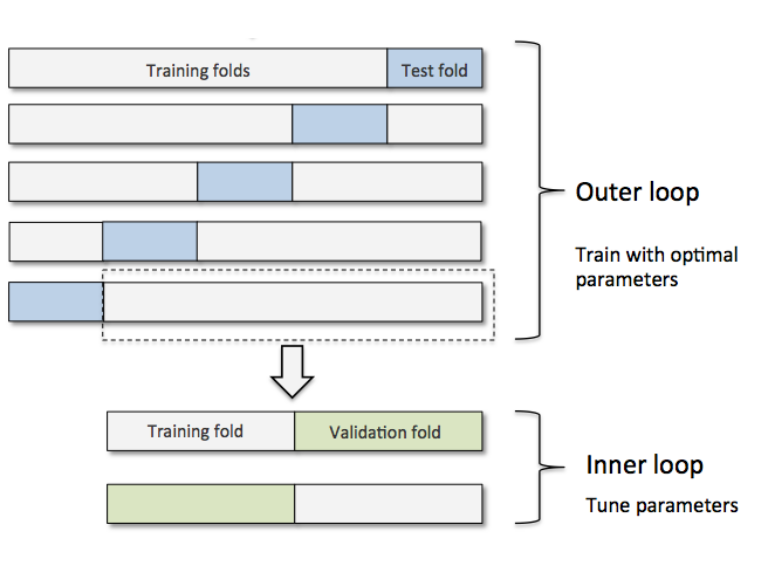 Training folds
Test fold
Outer loop
Train with optimal
parameters
Training fold
Validation fold
Inner loop
Tune parameters